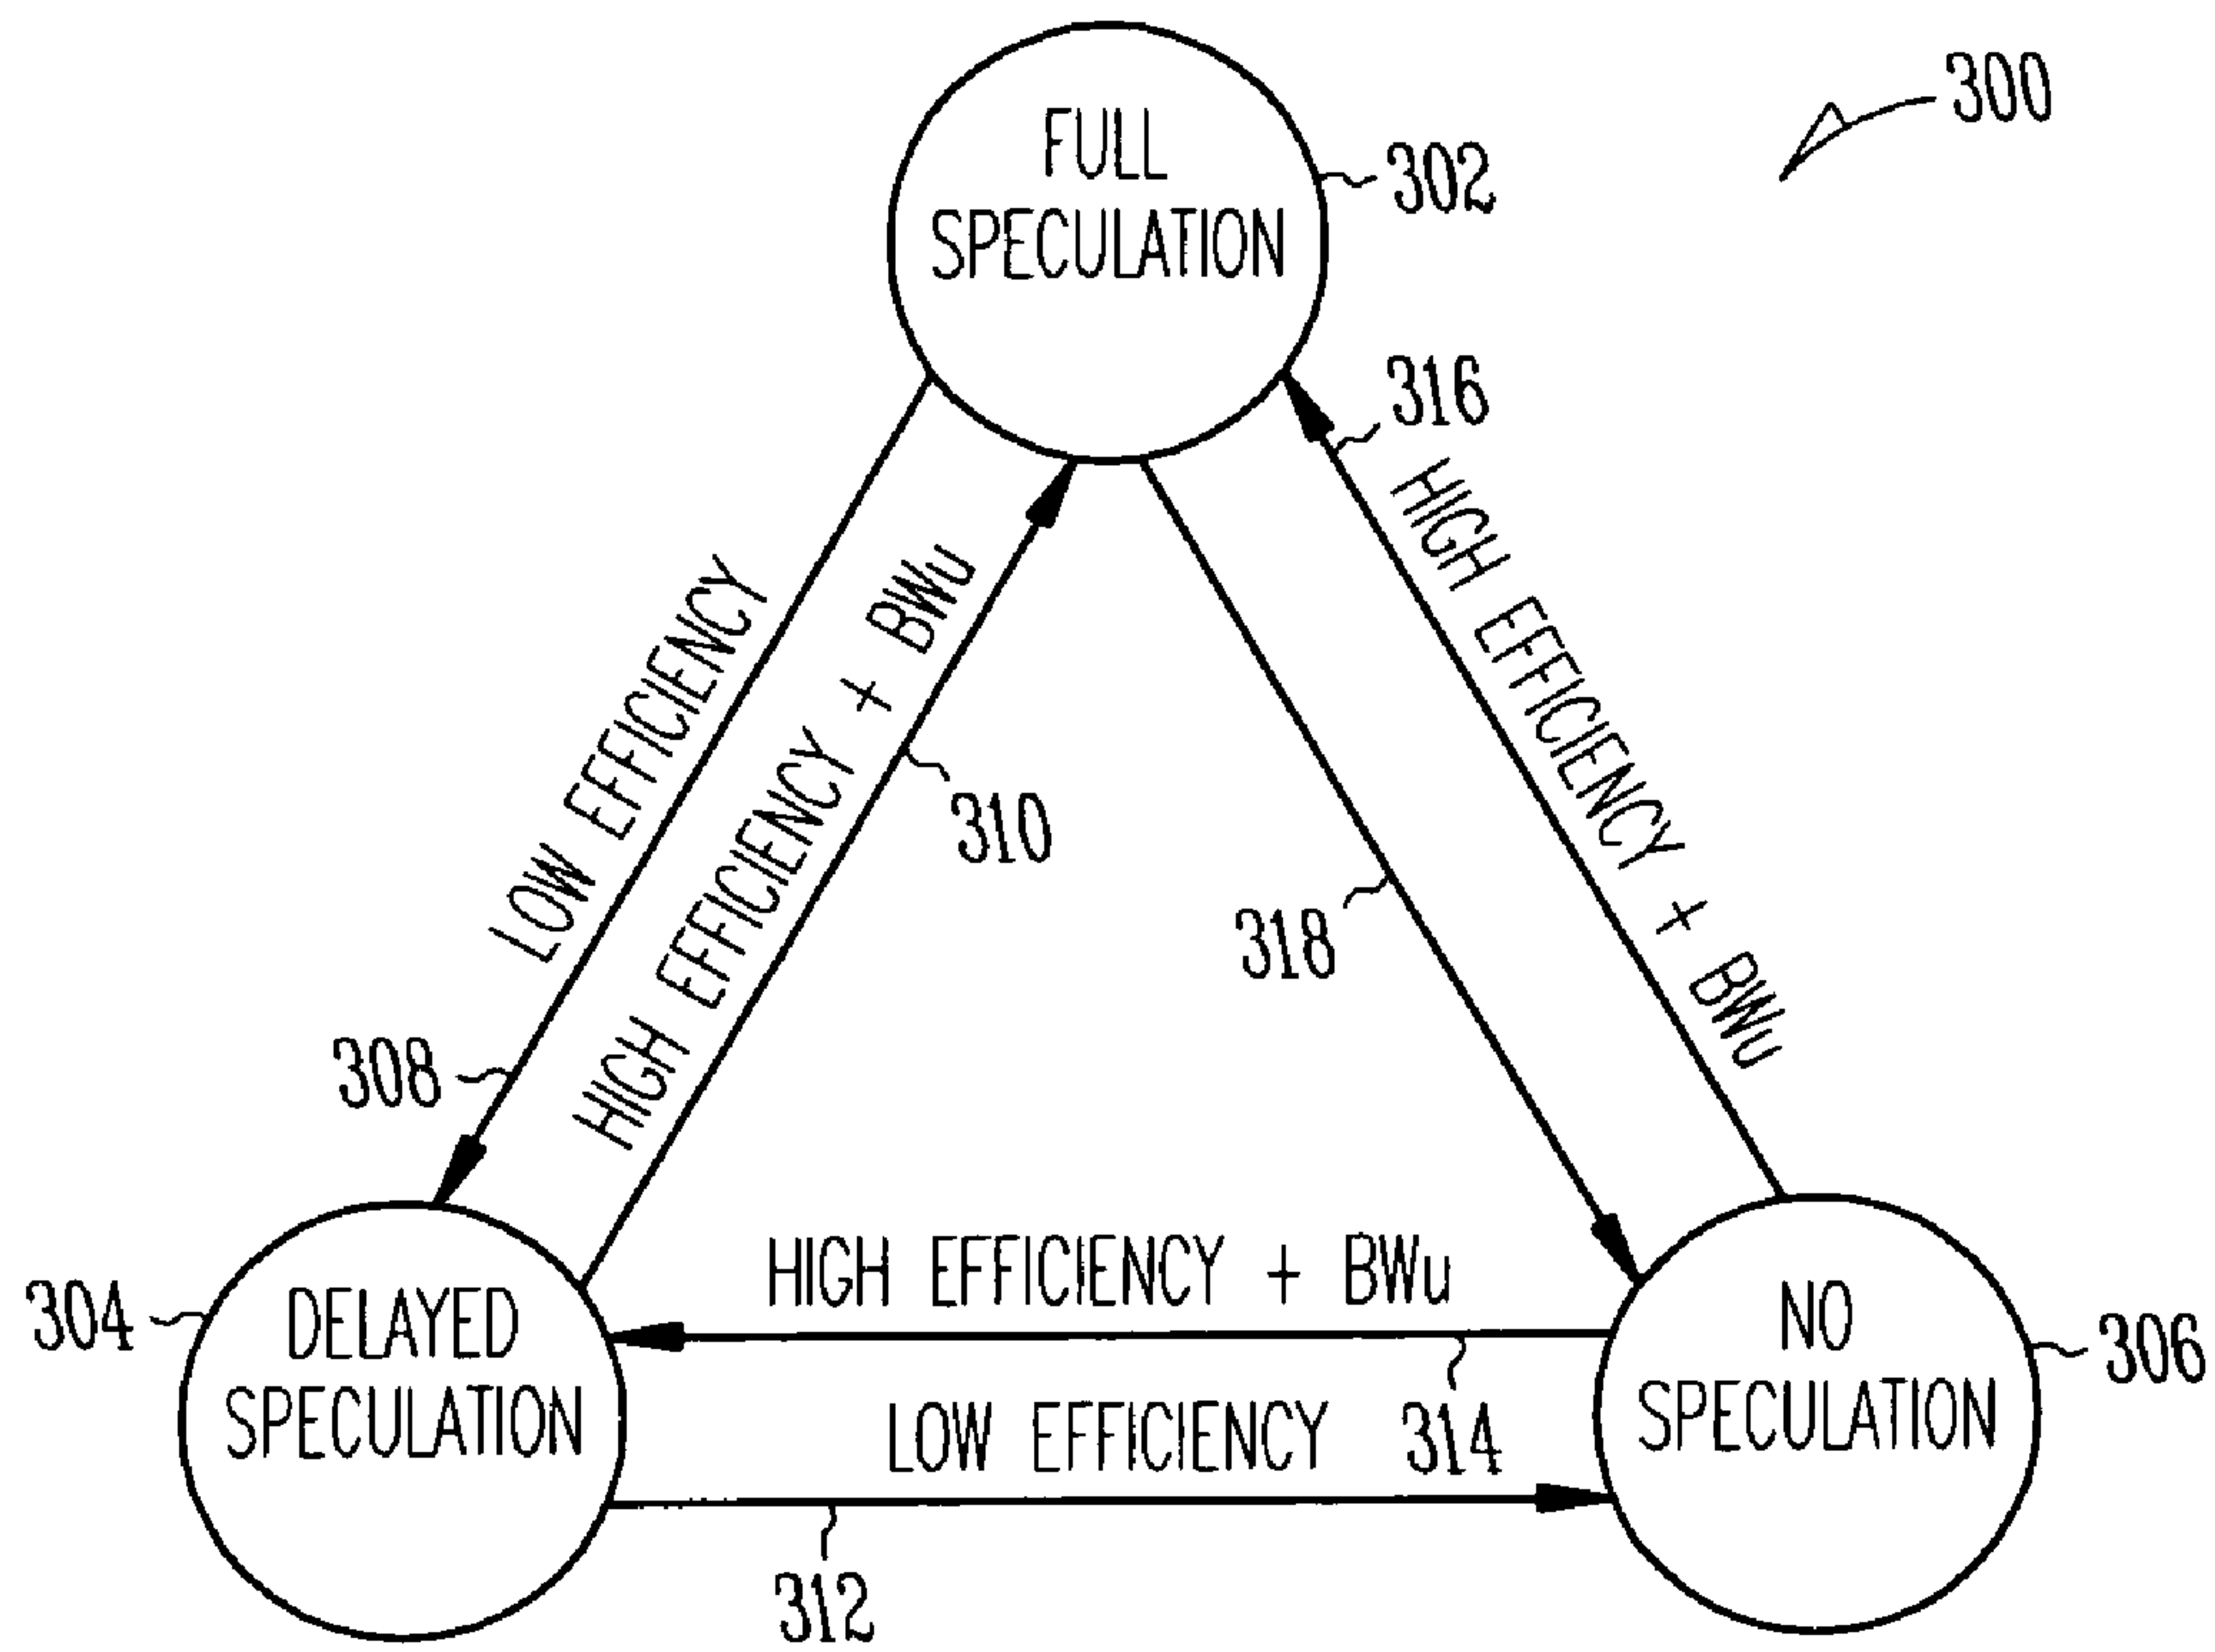 300
FULL
SPECULATION
302
316
HIGH EFFICIENCY + BWu
LOW EFFICIENCY
HIGH EFFICIENCY + BWu
310
318
308
304
DELAYED
SPECULATION
HIGH EFFICIENCY + BWu
LOW EFFICIENCY
314
312
NO
SPECULATION
306